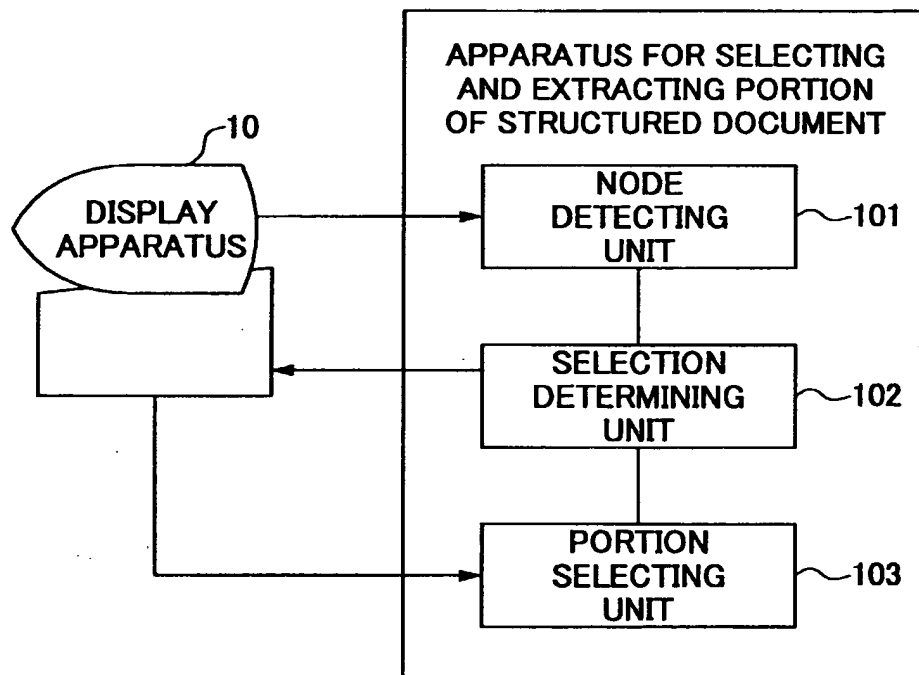 APPARATUS FOR SELECTING
AND EXTRACTING PORTION
OF STRUCTURED DOCUMENT
10
DISPLAY
APPARATUS
NODE
DETECTING
UNIT
101
SELECTION
DETERMINING
UNIT
102
PORTION
SELECTING
UNIT
103